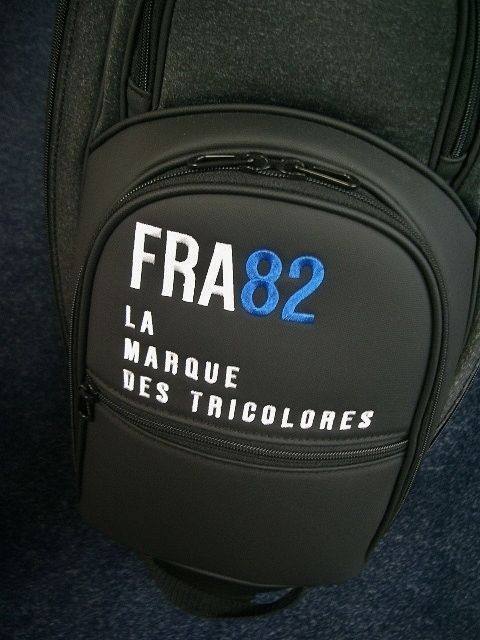 FRA82
LA
MARQUE
DES TRICOLORES